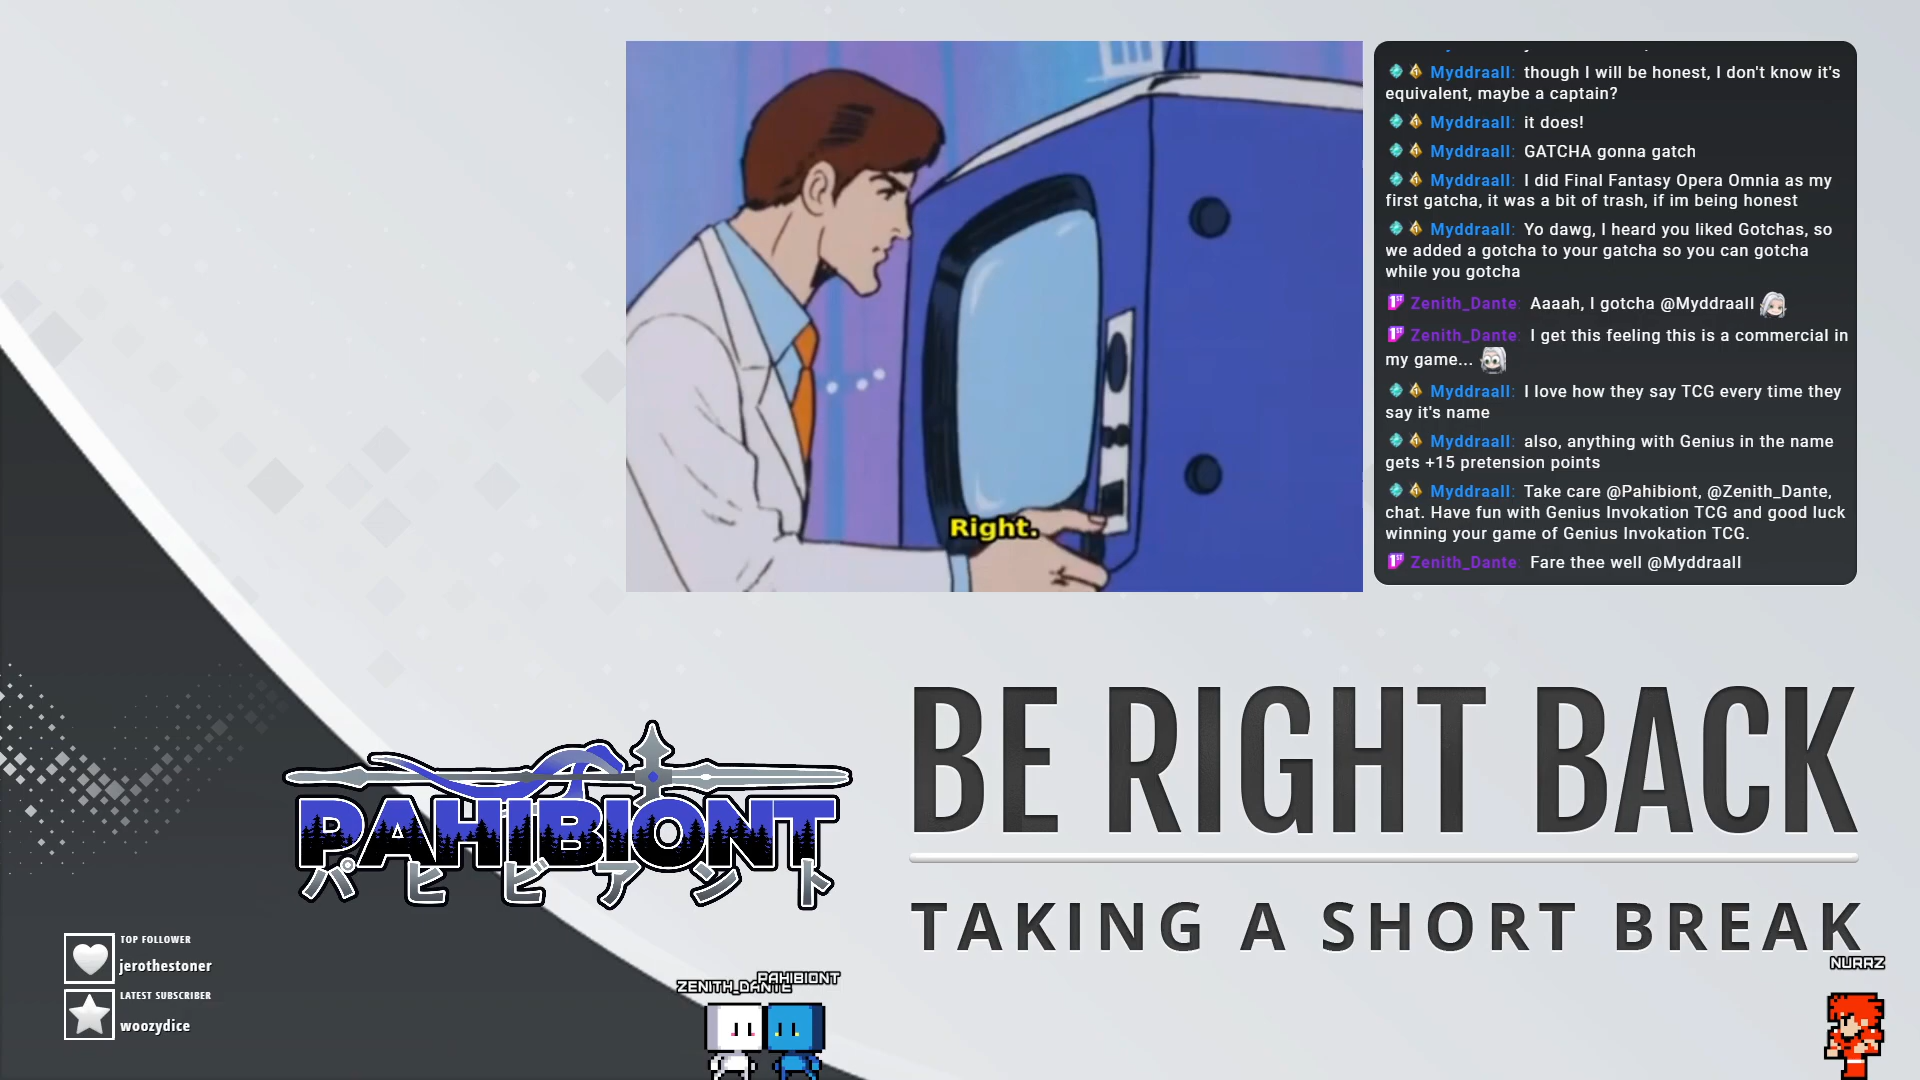 Myddraall: though I will be honest, I don't know it's
equivalent, maybe a captain?
Myddraall: it does!
Myddraall: GATCHA gonna gatch
Myddraall: I did Final Fantasy Opera Omnia as my
first gatcha, it was a bit of trash, if im being honest
Myddraall: Yo dawg, I heard you liked Gotchas, so
we added a gotcha to your gatcha so you can gotcha
while you gotcha
Zenith_Dante: Aaaah, I gotcha @Myddraall
Zenith_Dante: I get this feeling this is a commercial in
my game...
Myddraall: I love how they say TCG every time they
say it's name
Myddraall: also, anything with Genius in the name
gets +15 pretension points
Myddraall: Take care @Pahibiont, @Zenith_Dante,
chat. Have fun with Genius Invokation TCG and good luck
winning your game of Genius Invokation TCG.
Zenith_Dante: Fare thee well @Myddraall
Right.
BE RIGHT BACK
TAKING A SHORT BREAK
PAHIBIONT
パヒビアント
TOP FOLLOWER
jerothestoner
LATEST SUBSCRIBER
woozydice
ZENITH_DANTE
PAHIBIONT
NURRZ